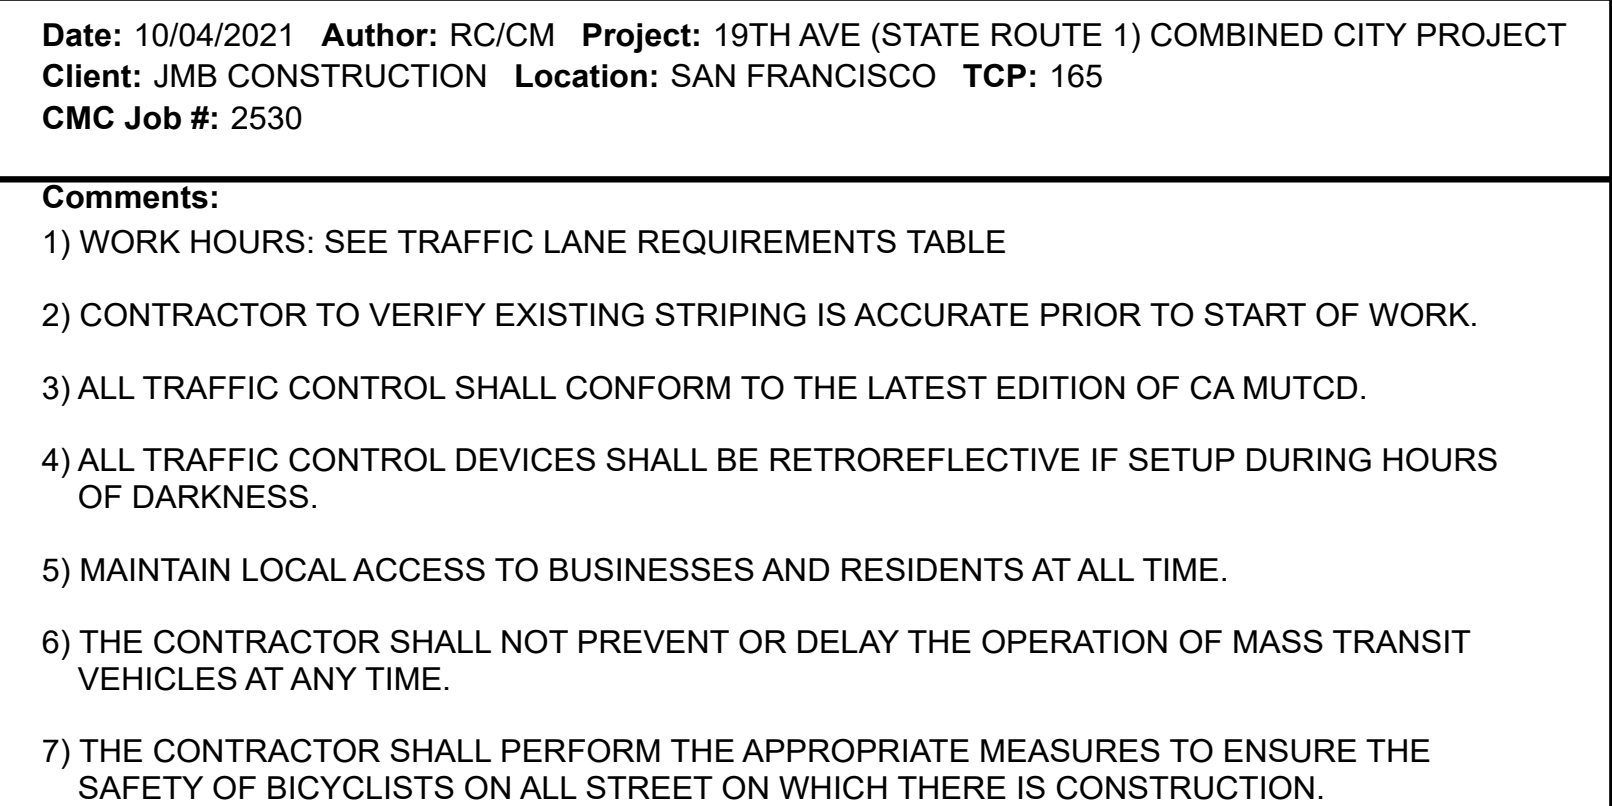 Date: 10/04/2021 Author: RC/CM Project: 19TH AVE (STATE ROUTE 1) COMBINED CITY PROJECT
Client: JMB CONSTRUCTION Location: SAN FRANCISCO TCP: 165
CMC Job #: 2530
Comments:
1) WORK HOURS: SEE TRAFFIC LANE REQUIREMENTS TABLE
2) CONTRACTOR TO VERIFY EXISTING STRIPING IS ACCURATE PRIOR TO START OF WORK.
3) ALL TRAFFIC CONTROL SHALL CONFORM TO THE LATEST EDITION OF CA MUTCD.
4) ALL TRAFFIC CONTROL DEVICES SHALL BE RETROREFLECTIVE IF SETUP DURING HOURS
OF DARKNESS.
5) MAINTAIN LOCAL ACCESS TO BUSINESSES AND RESIDENTS AT ALL TIME.
6) THE CONTRACTOR SHALL NOT PREVENT OR DELAY THE OPERATION OF MASS TRANSIT
VEHICLES AT ANY TIME.
7) THE CONTRACTOR SHALL PERFORM THE APPROPRIATE MEASURES TO ENSURE THE
SAFETY OF BICYCLISTS ON ALL STREET ON WHICH THERE IS CONSTRUCTION.